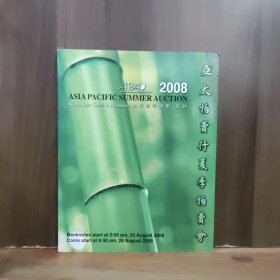 2008
ASIA PACIFIC SUMMER AUCTION
亞太拍賣行夏季拍賣會
Banknotes start at 2:00 pm, 25 August 2008
Coins start at 9:30 am, 26 August 2008